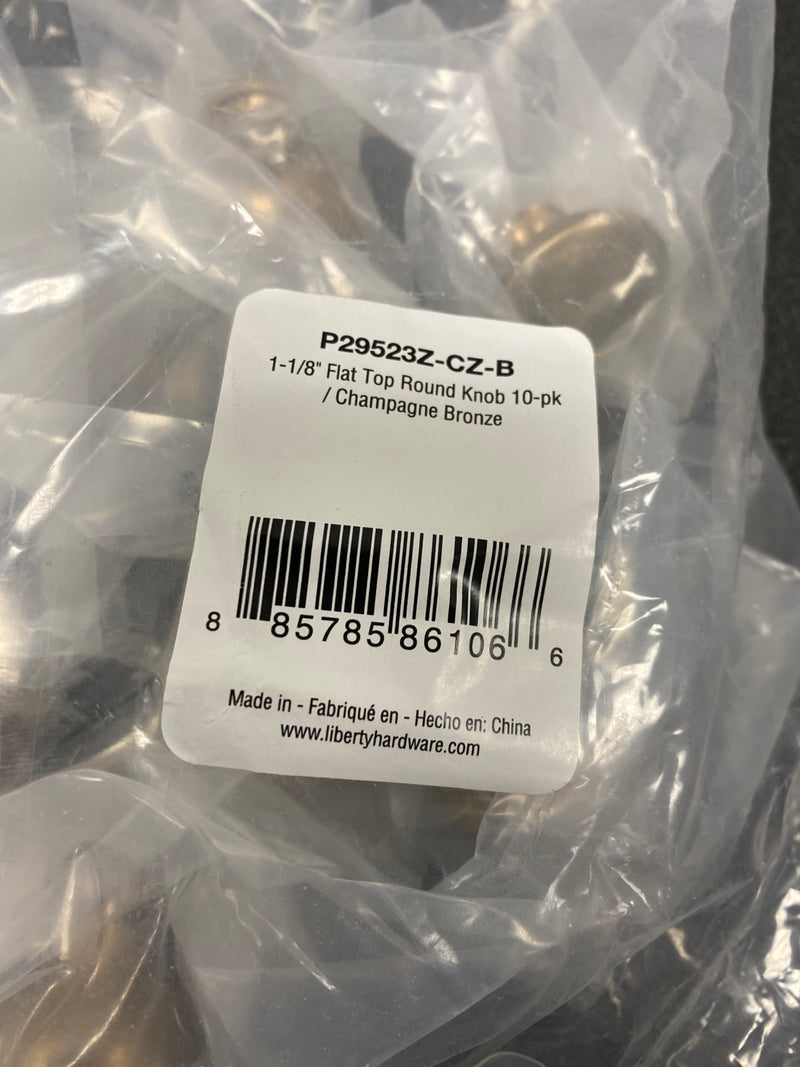 P29523Z-CZ-B
1-1/8" Flat Top Round Knob 10-pk
/ Champagne Bronze
8 85785 86106 6
Made in - Fabriqué en - Hecho en: China
www.libertyhardware.com